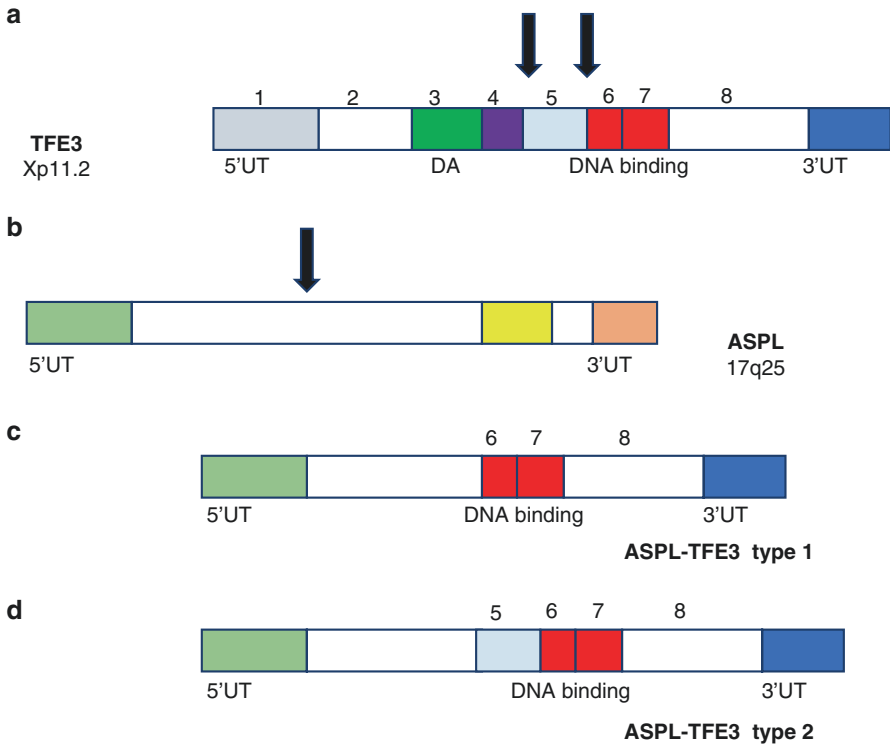 a
1 2 3 4 5 6 7 8
TFE3
Xp11.2
5'UT DA DNA binding 3'UT
b
5'UT 3'UT
ASPL
17q25
c
6 7 8
5'UT DNA binding 3'UT
ASPL-TFE3 type 1
d
5 6 7 8
5'UT DNA binding 3'UT
ASPL-TFE3 type 2